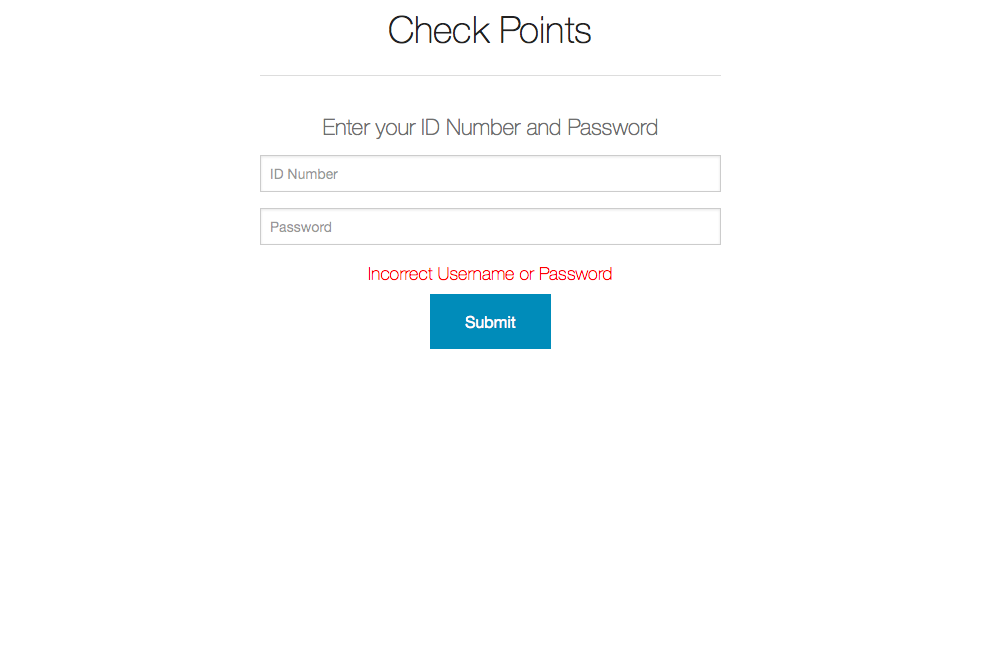 Check Points
Enter your ID Number and Password
ID Number
Password
Incorrect Username or Password
Submit